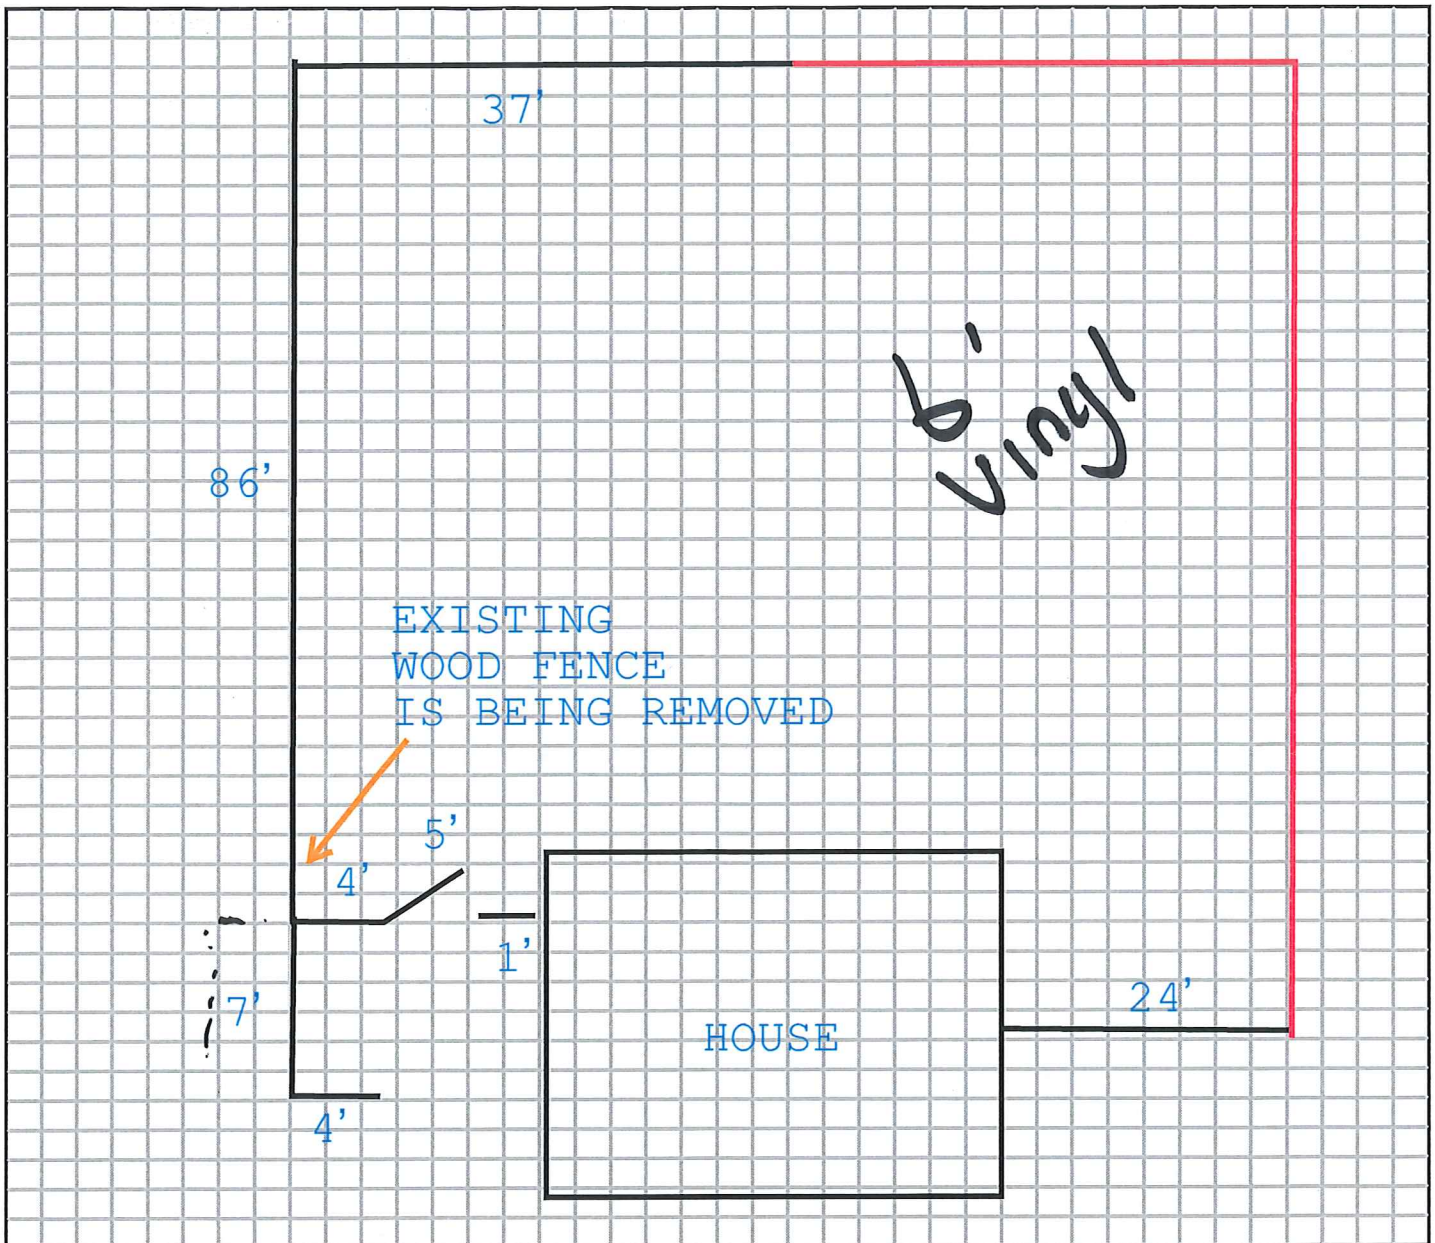 37'
6'
vinyl
86'
EXISTING
WOOD FENCE
IS BEING REMOVED
5'
4'
1'
7'
24'
HOUSE
4'